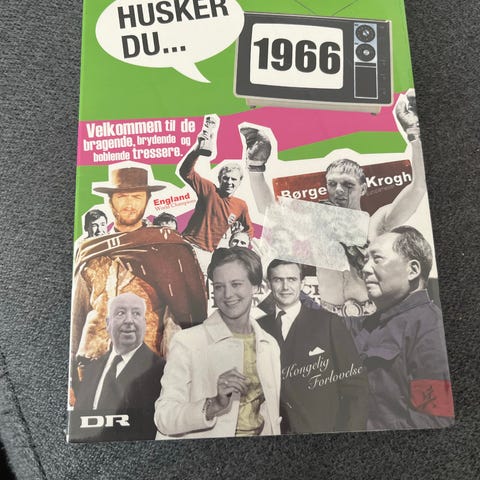 HUSKER
DU...
1966
Velkommen til de
bragende, brydende og
boblende tressere.
England
World Champions
Børge Krogh
Kongelig
Forlovelse
DR